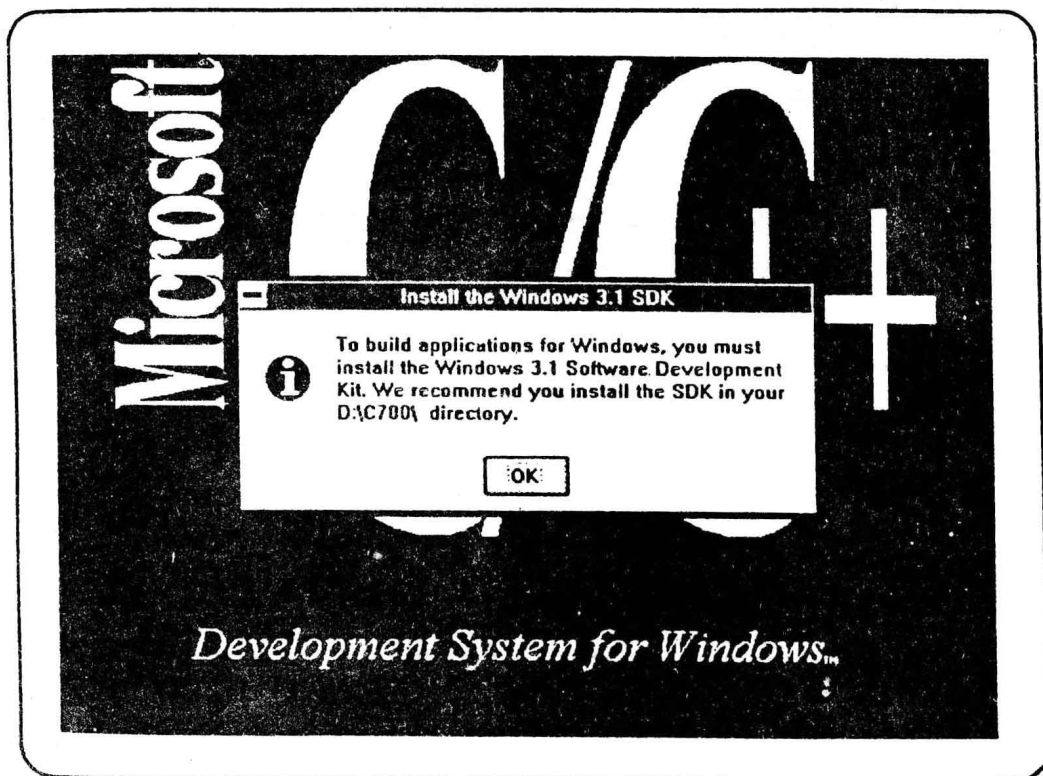 Microsoft
C/C++
Install the Windows 3.1 SDK
To build applications for Windows, you must
install the Windows 3.1 Software Development
Kit. We recommend you install the SDK in your
D:\C700\ directory.
OK
Development System for Windows™